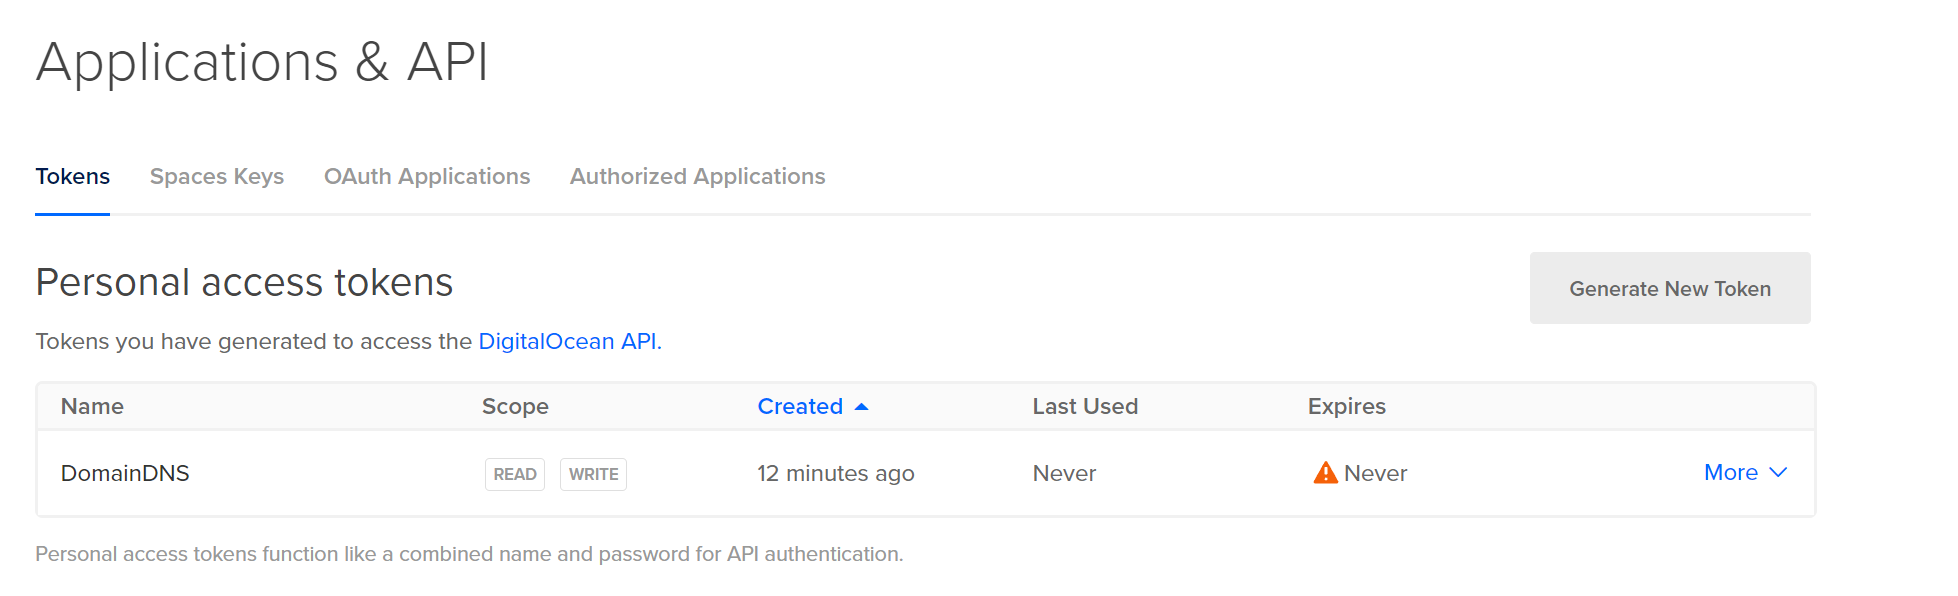 Applications & API
Tokens Spaces Keys OAuth Applications Authorized Applications
Personal access tokens
Generate New Token
Tokens you have generated to access the DigitalOcean API.
Name Scope Created Last Used Expires
DomainDNS READ WRITE 12 minutes ago Never Never More
Personal access tokens function like a combined name and password for API authentication.